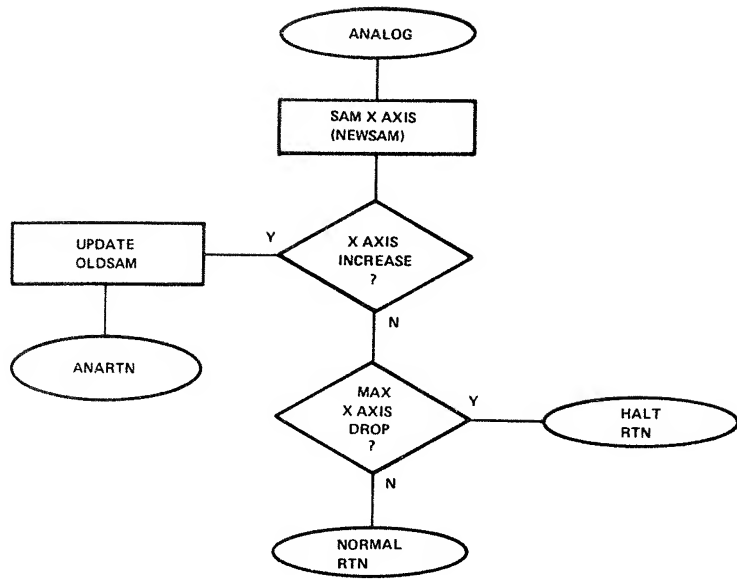 ANALOG
SAM X AXIS
(NEWSAM)
Y
X AXIS
INCREASE
?
UPDATE
OLDSAM
N
ANARTN
MAX
X AXIS
DROP
?
Y
HALT
RTN
N
NORMAL
RTN